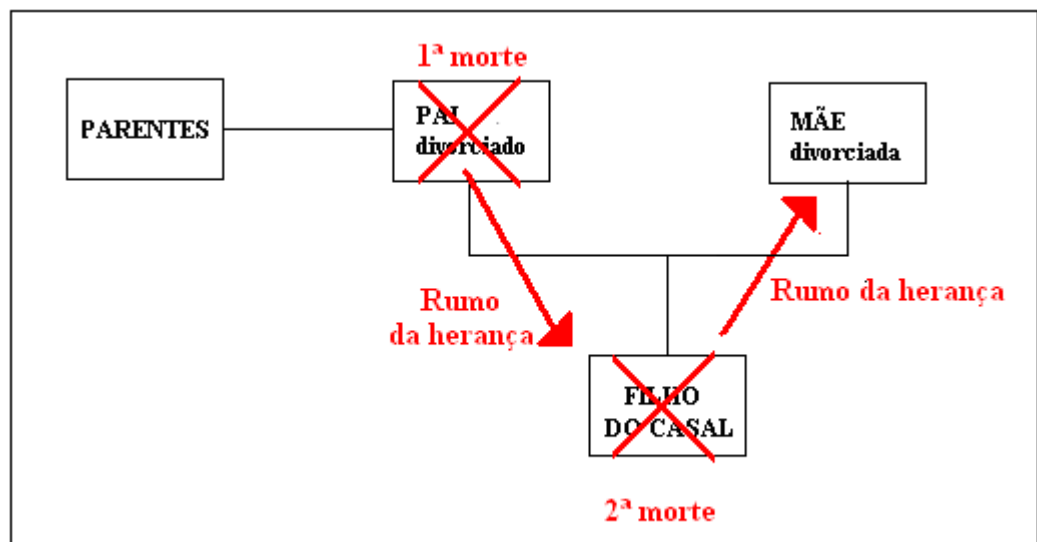 1ª morte
PARENTES
PAI
divorciado
MÃE
divorciada
Rumo
da herança
Rumo da herança
FILHO
DO CASAL
2ª morte